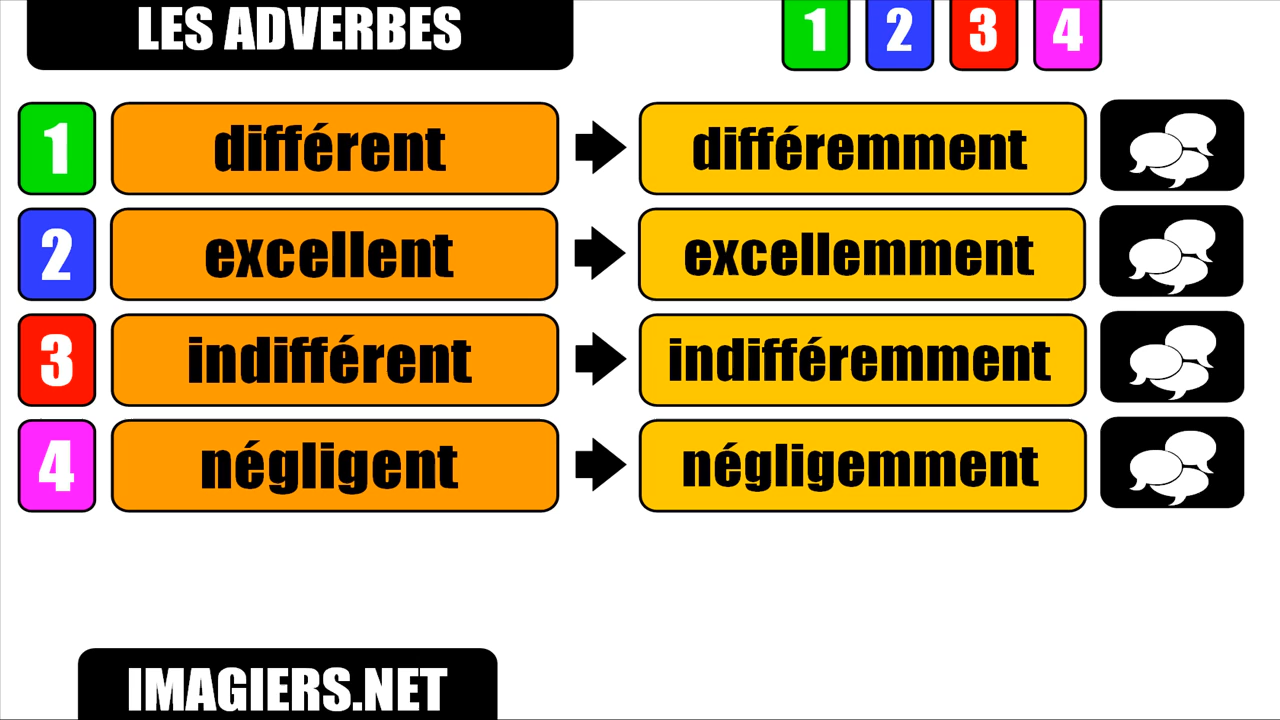 LES ADVERBES
1 2 3 4
1 différent différemment
2 excellent excellemment
3 indifférent indifféremment
4 négligent négligemment
IMAGIERS.NET